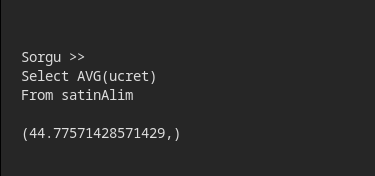 Sorgu >>
Select AVG(ucret)
From satinAlim
(44.77571428571429,)